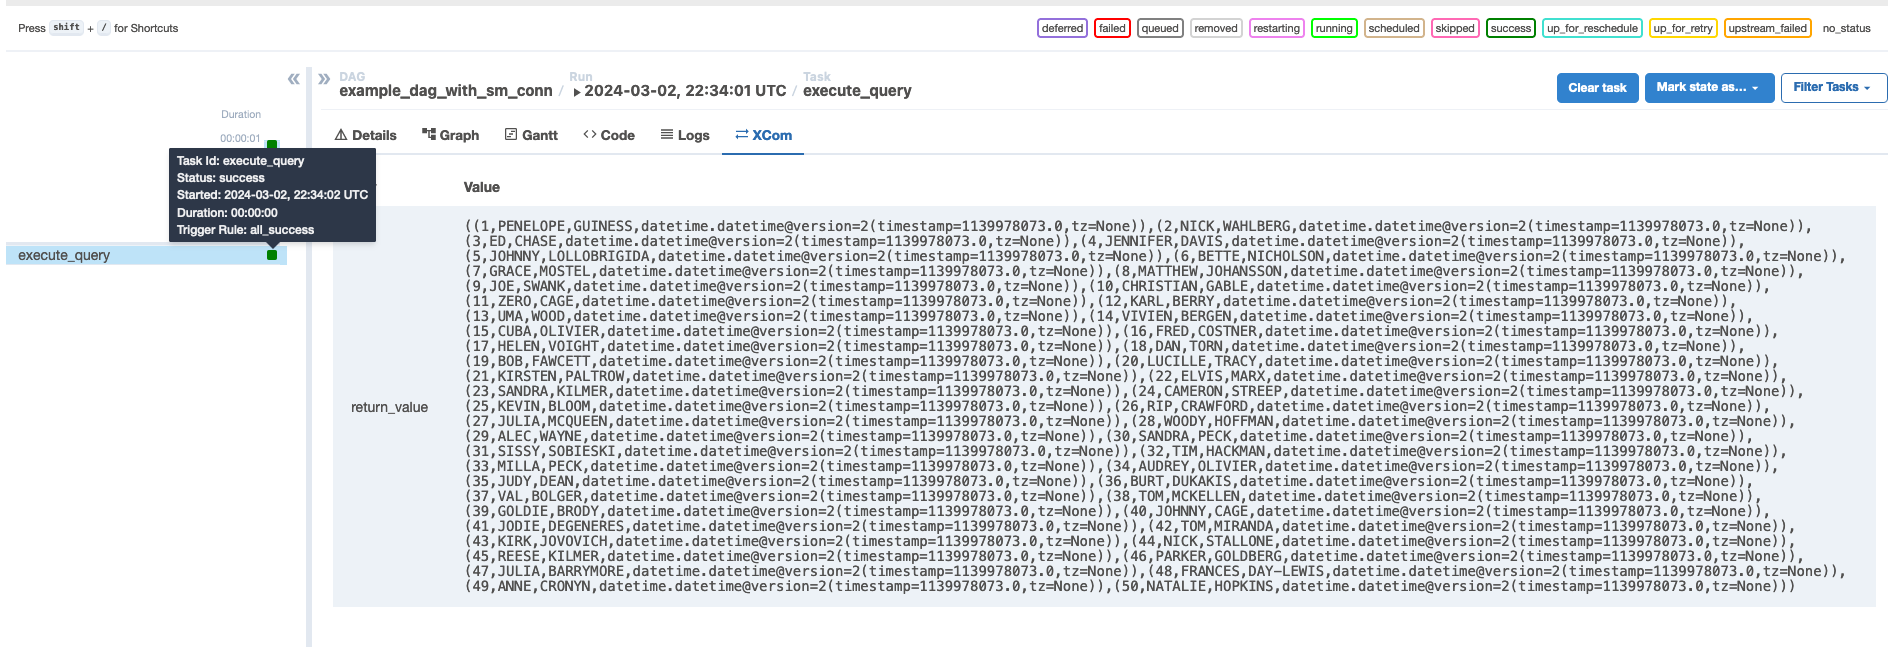 Press shift + / for Shortcuts
deferred failed queued removed restarting running scheduled skipped success up_for_reschedule up_for_retry upstream_failed no_status
« » DAG Run Task
example_dag_with_sm_conn / ▸ 2024-03-02, 22:34:01 UTC / execute_query
Clear task Mark state as... Filter Tasks
Duration
00:00:01
Details Graph Gantt Code Logs XCom
Task Id: execute_query
Status: success
Started: 2024-03-02, 22:34:02 UTC
Duration: 00:00:00
Trigger Rule: all_success
execute_query
Value
return_value
((1,PENELOPE,GUINESS,datetime.datetime@version=2(timestamp=1139978073.0,tz=None)),(2,NICK,WAHLBERG,datetime.datetime@version=2(timestamp=1139978073.0,tz=None)),
(3,ED,CHASE,datetime.datetime@version=2(timestamp=1139978073.0,tz=None)),(4,JENNIFER,DAVIS,datetime.datetime@version=2(timestamp=1139978073.0,tz=None)),
(5,JOHNNY,LOLLOBRIGIDA,datetime.datetime@version=2(timestamp=1139978073.0,tz=None)),(6,BETTE,NICHOLSON,datetime.datetime@version=2(timestamp=1139978073.0,tz=None)),
(7,GRACE,MOSTEL,datetime.datetime@version=2(timestamp=1139978073.0,tz=None)),(8,MATTHEW,JOHANSSON,datetime.datetime@version=2(timestamp=1139978073.0,tz=None)),
(9,JOE,SWANK,datetime.datetime@version=2(timestamp=1139978073.0,tz=None)),(10,CHRISTIAN,GABLE,datetime.datetime@version=2(timestamp=1139978073.0,tz=None)),
(11,ZERO,CAGE,datetime.datetime@version=2(timestamp=1139978073.0,tz=None)),(12,KARL,BERRY,datetime.datetime@version=2(timestamp=1139978073.0,tz=None)),
(13,UMA,WOOD,datetime.datetime@version=2(timestamp=1139978073.0,tz=None)),(14,VIVIEN,BERGEN,datetime.datetime@version=2(timestamp=1139978073.0,tz=None)),
(15,CUBA,OLIVIER,datetime.datetime@version=2(timestamp=1139978073.0,tz=None)),(16,FRED,COSTNER,datetime.datetime@version=2(timestamp=1139978073.0,tz=None)),
(17,HELEN,VOIGHT,datetime.datetime@version=2(timestamp=1139978073.0,tz=None)),(18,DAN,TORN,datetime.datetime@version=2(timestamp=1139978073.0,tz=None)),
(19,BOB,FAWCETT,datetime.datetime@version=2(timestamp=1139978073.0,tz=None)),(20,LUCILLE,TRACY,datetime.datetime@version=2(timestamp=1139978073.0,tz=None)),
(21,KIRSTEN,PALTROW,datetime.datetime@version=2(timestamp=1139978073.0,tz=None)),(22,ELVIS,MARX,datetime.datetime@version=2(timestamp=1139978073.0,tz=None)),
(23,SANDRA,KILMER,datetime.datetime@version=2(timestamp=1139978073.0,tz=None)),(24,CAMERON,STREEP,datetime.datetime@version=2(timestamp=1139978073.0,tz=None)),
(25,KEVIN,BLOOM,datetime.datetime@version=2(timestamp=1139978073.0,tz=None)),(26,RIP,CRAWFORD,datetime.datetime@version=2(timestamp=1139978073.0,tz=None)),
(27,JULIA,MCQUEEN,datetime.datetime@version=2(timestamp=1139978073.0,tz=None)),(28,WOODY,HOFFMAN,datetime.datetime@version=2(timestamp=1139978073.0,tz=None)),
(29,ALEC,WAYNE,datetime.datetime@version=2(timestamp=1139978073.0,tz=None)),(30,SANDRA,PECK,datetime.datetime@version=2(timestamp=1139978073.0,tz=None)),
(31,SISSY,SOBIESKI,datetime.datetime@version=2(timestamp=1139978073.0,tz=None)),(32,TIM,HACKMAN,datetime.datetime@version=2(timestamp=1139978073.0,tz=None)),
(33,MILLA,PECK,datetime.datetime@version=2(timestamp=1139978073.0,tz=None)),(34,AUDREY,OLIVIER,datetime.datetime@version=2(timestamp=1139978073.0,tz=None)),
(35,JUDY,DEAN,datetime.datetime@version=2(timestamp=1139978073.0,tz=None)),(36,BURT,DUKAKIS,datetime.datetime@version=2(timestamp=1139978073.0,tz=None)),
(37,VAL,BOLGER,datetime.datetime@version=2(timestamp=1139978073.0,tz=None)),(38,TOM,MCKELLEN,datetime.datetime@version=2(timestamp=1139978073.0,tz=None)),
(39,GOLDIE,BRODY,datetime.datetime@version=2(timestamp=1139978073.0,tz=None)),(40,JOHNNY,CAGE,datetime.datetime@version=2(timestamp=1139978073.0,tz=None)),
(41,JODIE,DEGENERES,datetime.datetime@version=2(timestamp=1139978073.0,tz=None)),(42,TOM,MIRANDA,datetime.datetime@version=2(timestamp=1139978073.0,tz=None)),
(43,KIRK,JOVOVICH,datetime.datetime@version=2(timestamp=1139978073.0,tz=None)),(44,NICK,STALLONE,datetime.datetime@version=2(timestamp=1139978073.0,tz=None)),
(45,REESE,KILMER,datetime.datetime@version=2(timestamp=1139978073.0,tz=None)),(46,PARKER,GOLDBERG,datetime.datetime@version=2(timestamp=1139978073.0,tz=None)),
(47,JULIA,BARRYMORE,datetime.datetime@version=2(timestamp=1139978073.0,tz=None)),(48,FRANCES,DAY-LEWIS,datetime.datetime@version=2(timestamp=1139978073.0,tz=None)),
(49,ANNE,CRONYN,datetime.datetime@version=2(timestamp=1139978073.0,tz=None)),(50,NATALIE,HOPKINS,datetime.datetime@version=2(timestamp=1139978073.0,tz=None)))